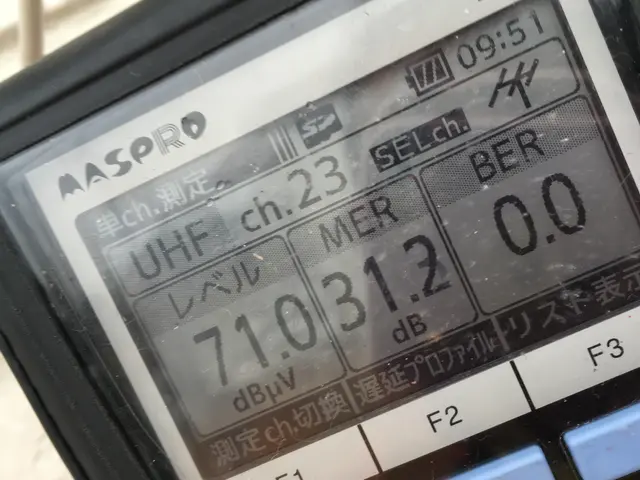 09:51
MASPRO
SD
単ch.測定
SELch.
UHF ch.23
レベル MER BER
71.0 31.2 0.0
dBμV dB
測定ch.切換 遅延プロファイル リスト表示
F1 F2 F3